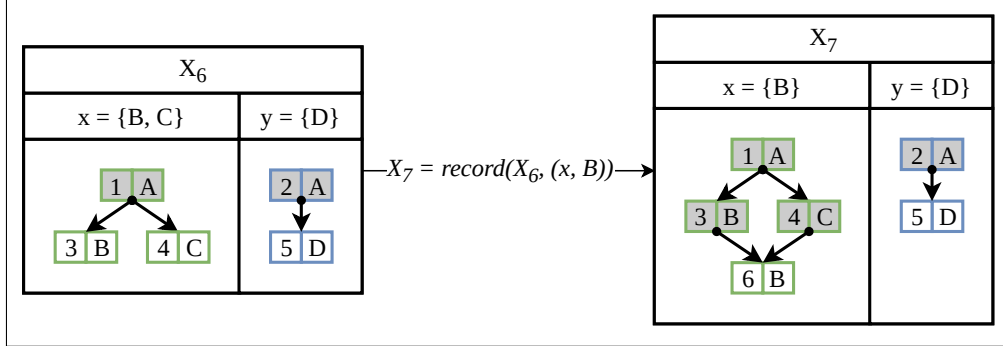 X6
x = {B, C}
y = {D}
1 A
2 A
3 B
4 C
5 D
X7 = record(X6, (x, B))
X7
x = {B}
y = {D}
1 A
2 A
3 B
4 C
5 D
6 B